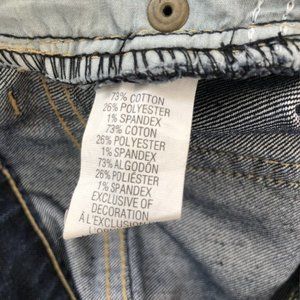 73% COTTON
26% POLYESTER
1% SPANDEX
73% COTON
26% POLYESTER
1% SPANDEX
73% ALGODÓN
26% POLIÉSTER
1% SPANDEX
EXCLUSIVE OF
DECORATION
À L'EXCLUSI